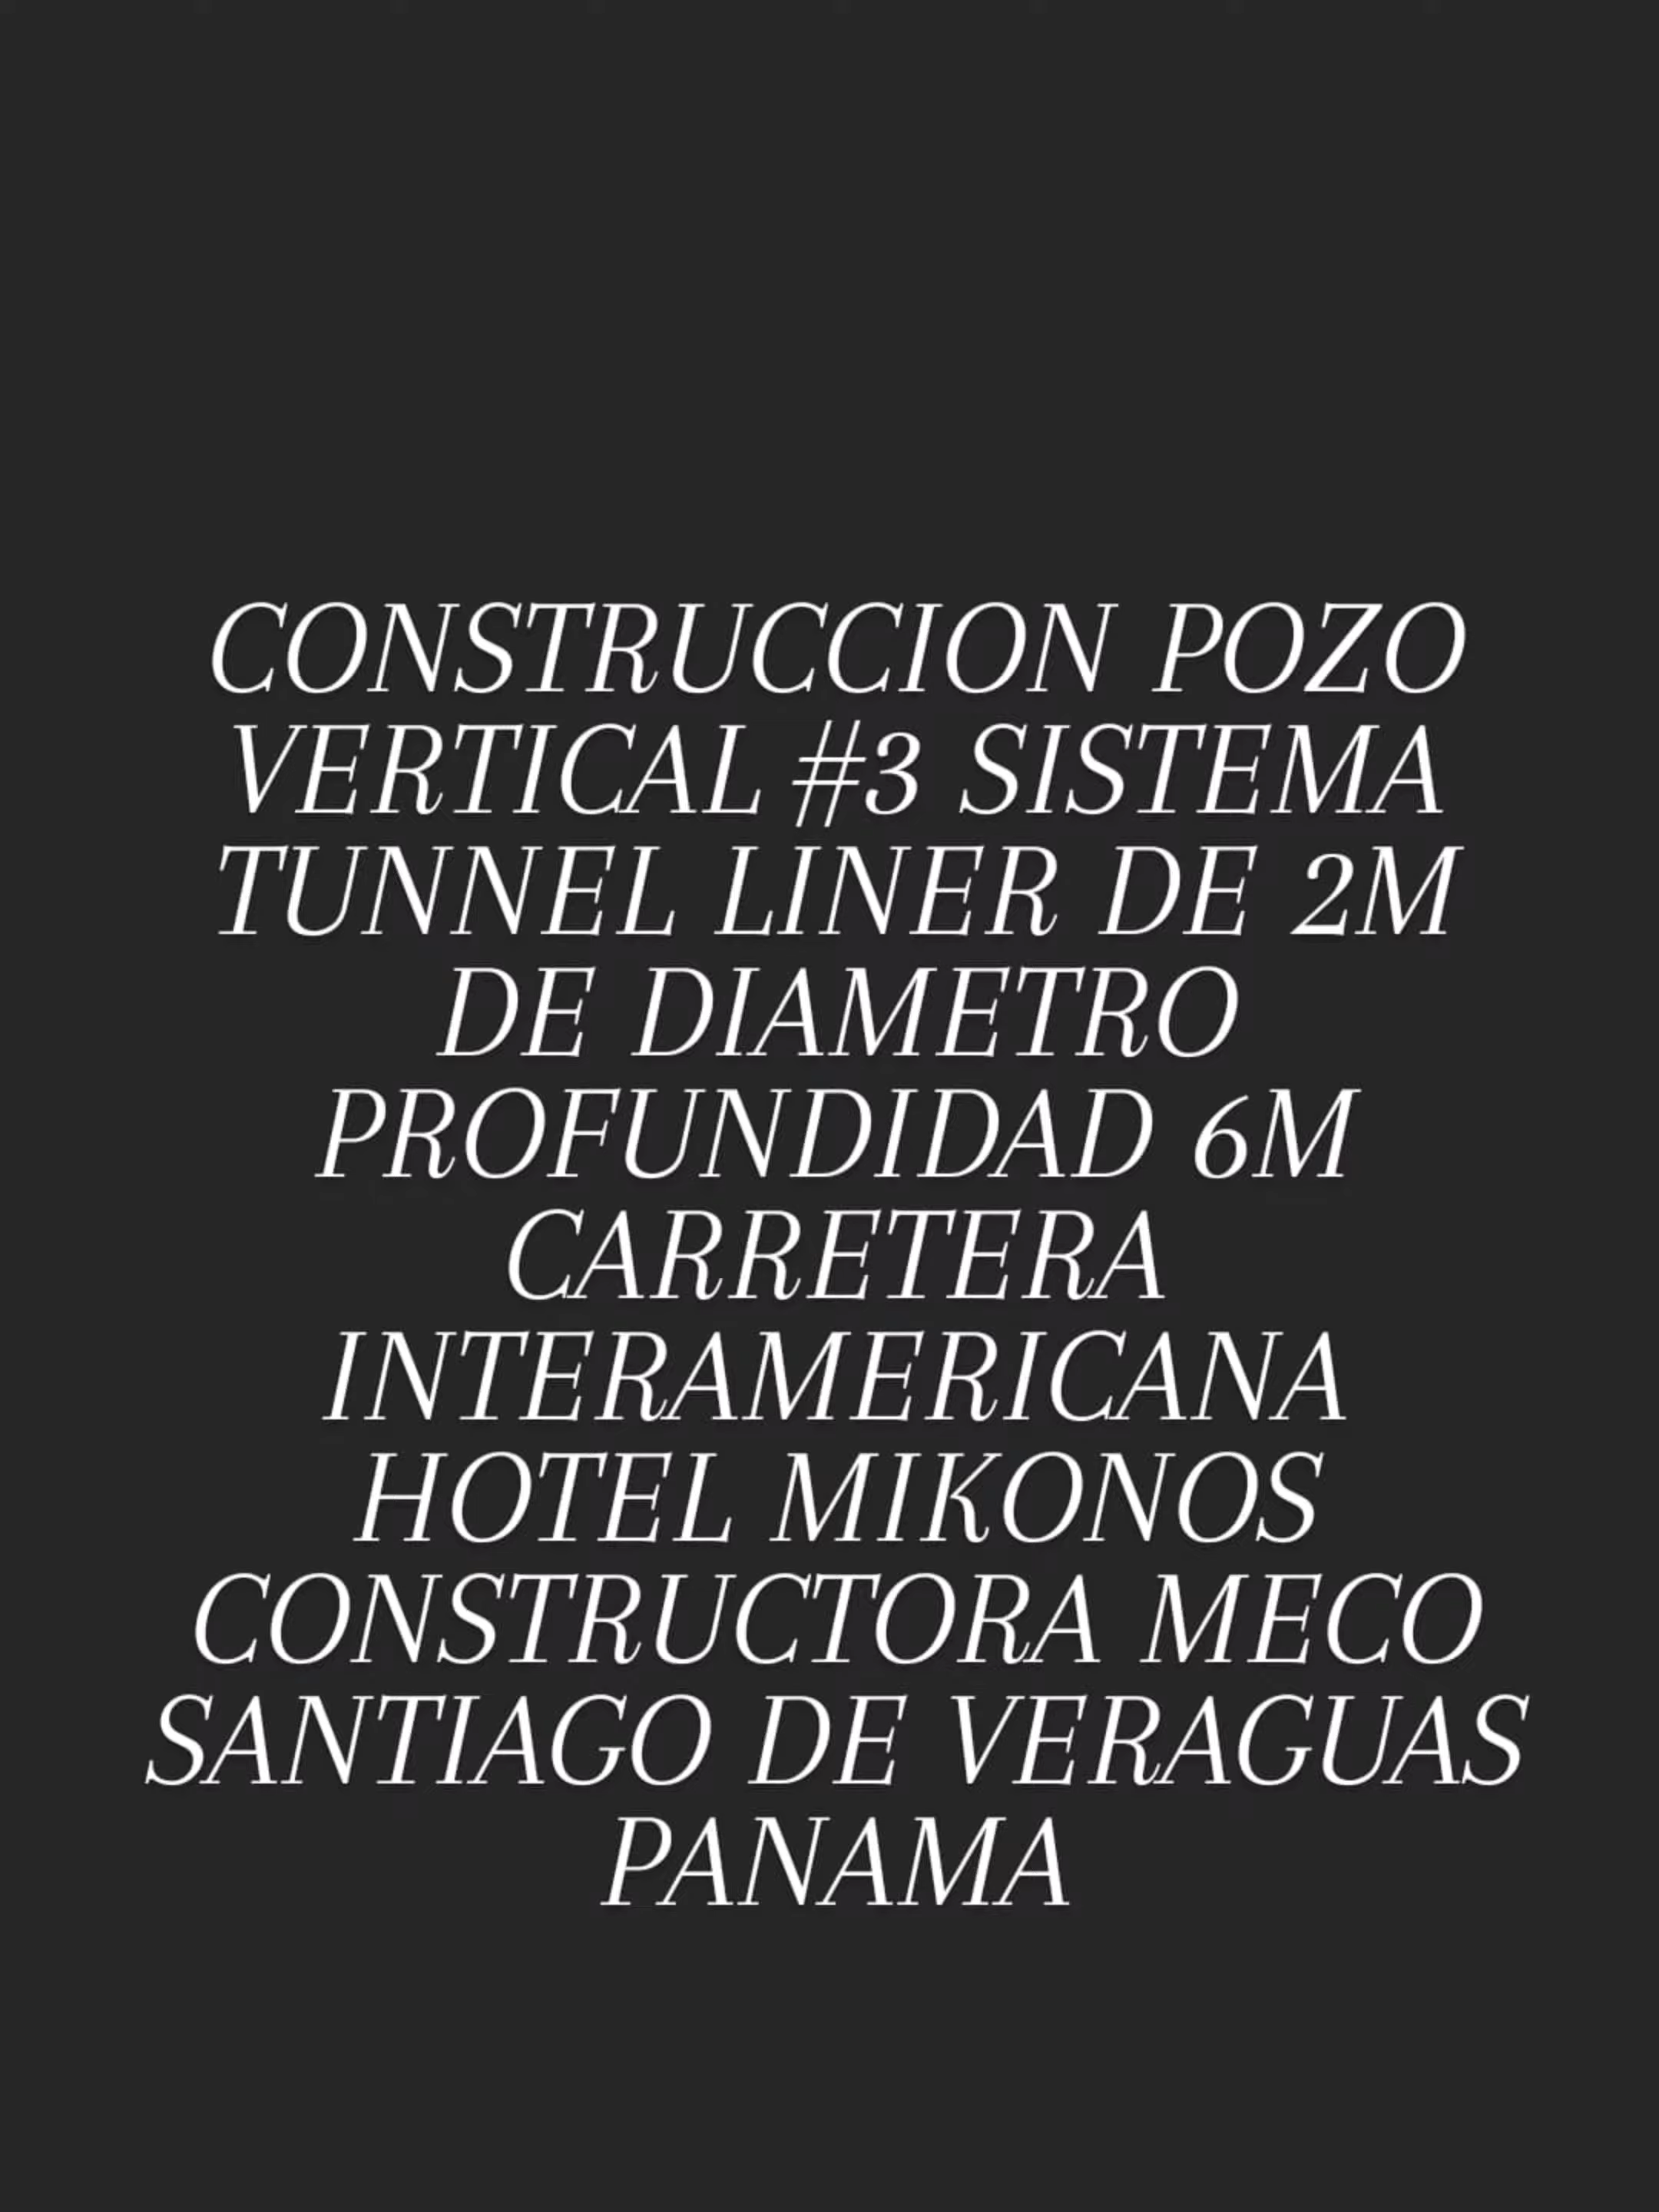 CONSTRUCCION POZO
VERTICAL #3 SISTEMA
TUNNEL LINER DE 2M
DE DIAMETRO
PROFUNDIDAD 6M
CARRETERA
INTERAMERICANA
HOTEL MIKONOS
CONSTRUCTORA MECO
SANTIAGO DE VERAGUAS
PANAMA